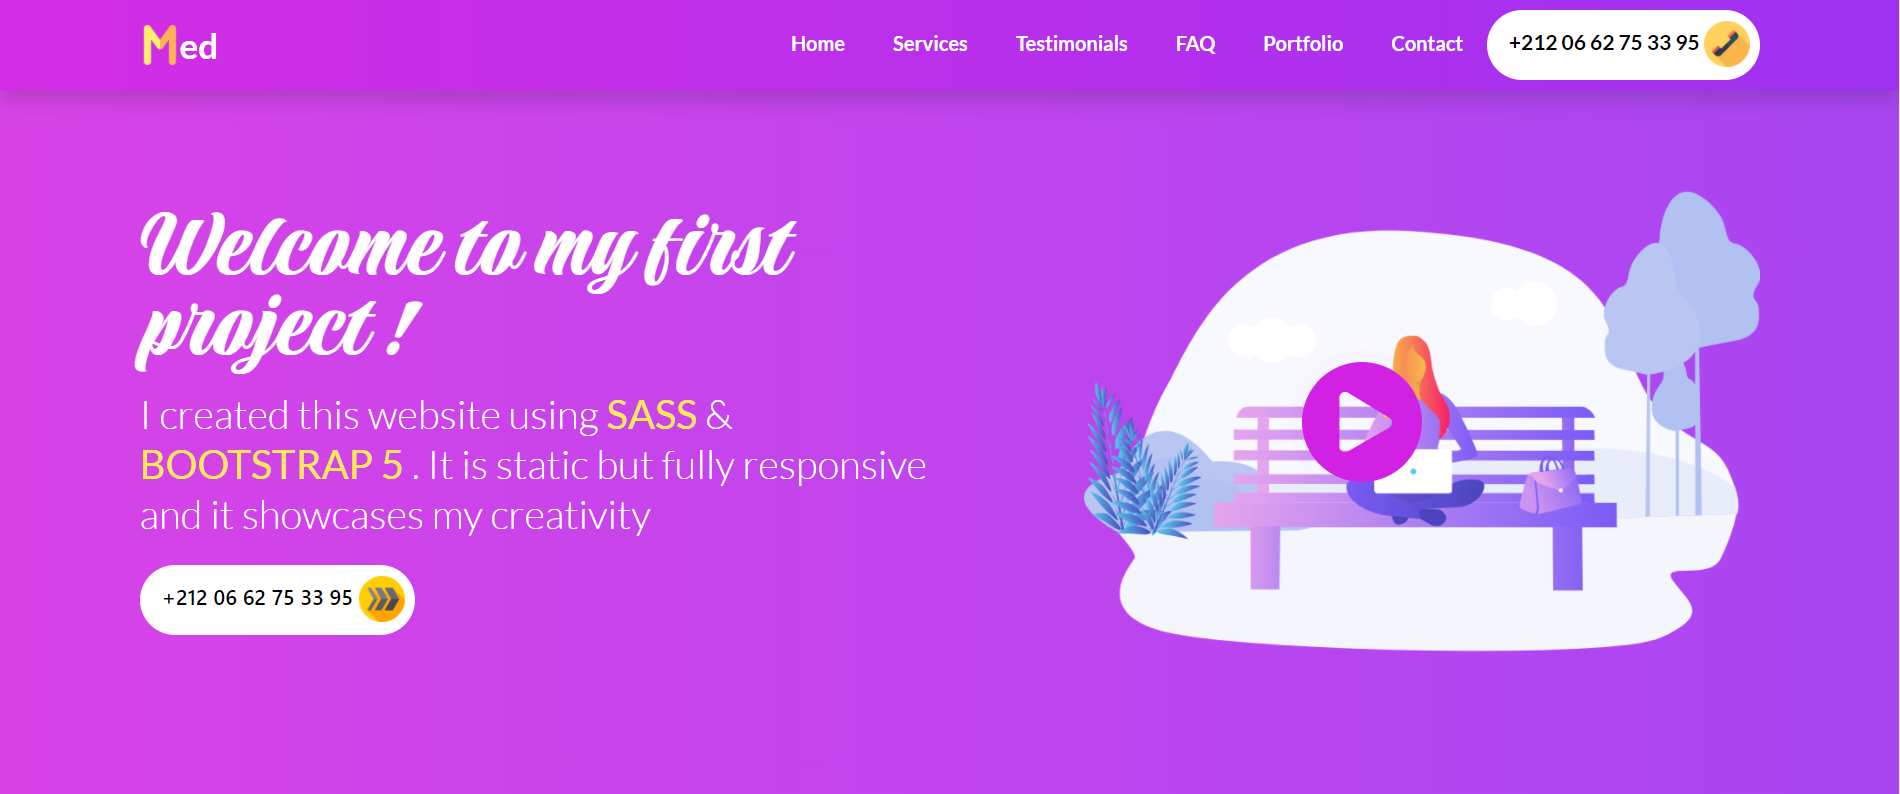 Med
Home Services Testimonials FAQ Portfolio Contact +212 06 62 75 33 95
Welcome to my first
project !
I created this website using SASS &
BOOTSTRAP 5 . It is static but fully responsive
and it showcases my creativity
+212 06 62 75 33 95